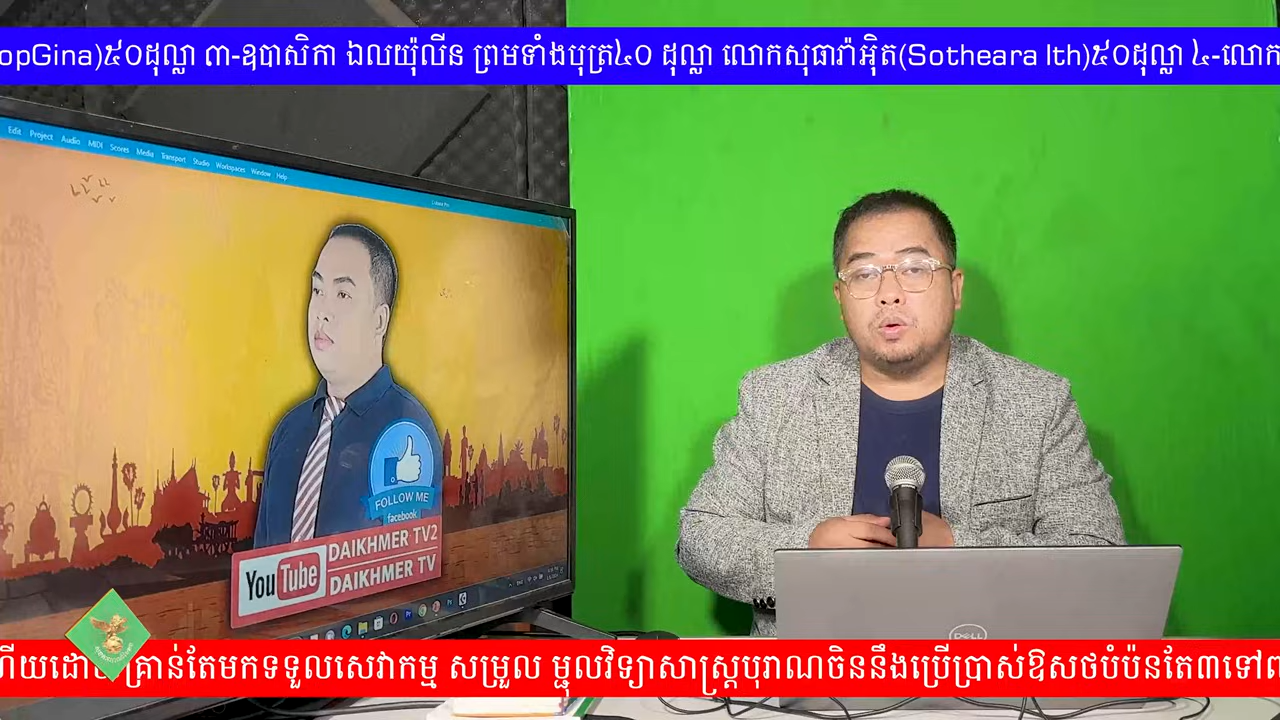 opGina)៥០ដុល្លា ៣-ឧបាសិកា ឯលយ៉ុលីន ព្រមទាំងបុត្រ៤០ ដុល្លា លោកសុធារ៉ាអ៊ិត(Sotheara Ith)៥០ដុល្លា ៤-លោក
Edit Project Audio MIDI Scores Media Transport Studio Workspaces Window Help
FOLLOW ME
facebook
YouTube
DAIKHMER TV2
DAIKHMER TV
DELL
គ្រាន់តែមកទទួលសេវាកម្ម សម្រួល ម្ជុលវិទ្យាសាស្ត្របុរាណចិននឹងប្រើប្រាស់ឱសថបំប៉នតែ៣ទៅ